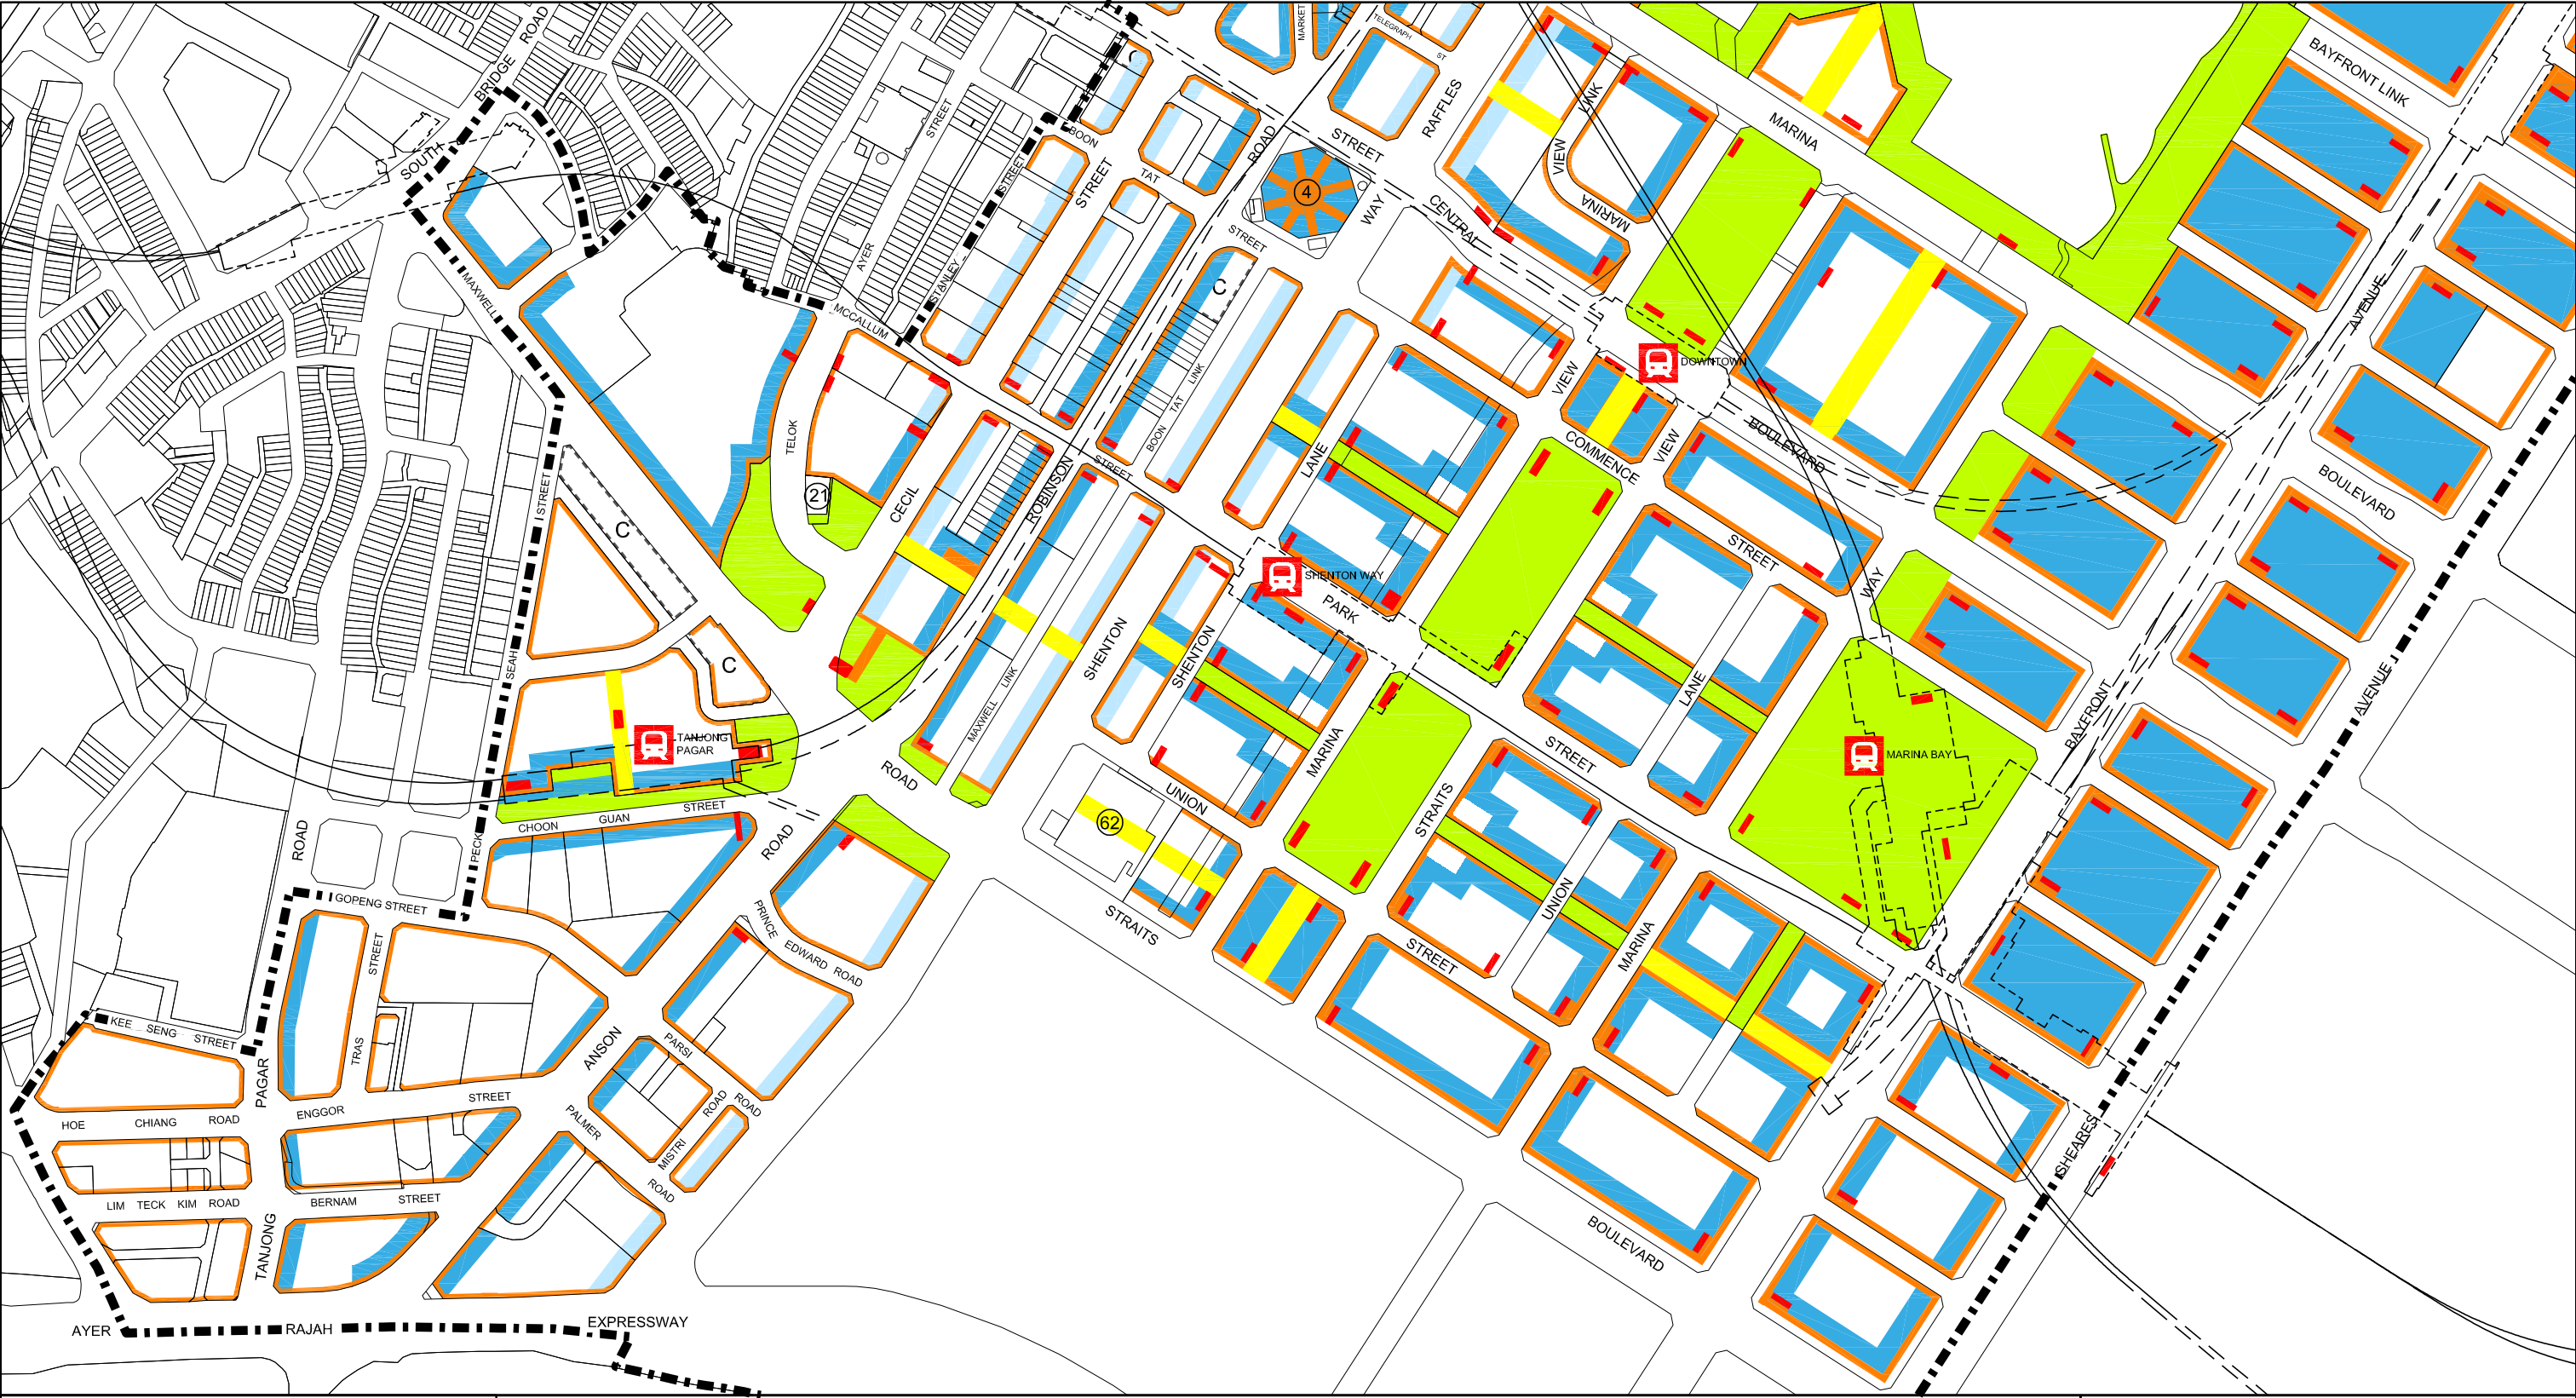 BRIDGE ROAD
SOUTH
MARKET
TELEGRAPH
ST
BAYFRONT LINK
RAFFLES
LINK
VIEW
MARINA
MARINA
STREET
STREET
BOON
TAT
STREET
ROAD
STREET
CENTRAL
WAY
4
STREET
C
AYER
STANLEY
MCCALLUM
MAXWELL
AVENUE
DOWNTOWN
VIEW
VIEW
COMMENCE
STREET
BOULEVARD
BOULEVARD
LINK
TAT
BOON
LANE
TELOK
21
CECIL
ROBINSON
STREET
STREET
C
SHENTON WAY
PARK
WAY
SEAH
C
SHENTON
SHENTON
LINK
MAXWELL
TANJONG
PAGAR
LANE
MARINA
STREET
MARINA BAY
BAYFRONT
AVENUE
ROAD
UNION
STRAITS
62
CHOON
GUAN
STREET
ROAD
ROAD
PECK
GOPENG STREET
PRINCE
EDWARD
ROAD
STRAITS
UNION
STREET
MARINA
STREET
TRAS
KEE
SENG
STREET
PAGAR
ANSON
PARSI
ROAD
MISTRI
ROAD
PALMER
ROAD
ENGGOR
STREET
HOE
CHIANG
ROAD
LIM
TECK
KIM
ROAD
BERNAM
STREET
TANJONG
BOULEVARD
SHEARES
AYER
RAJAH
EXPRESSWAY